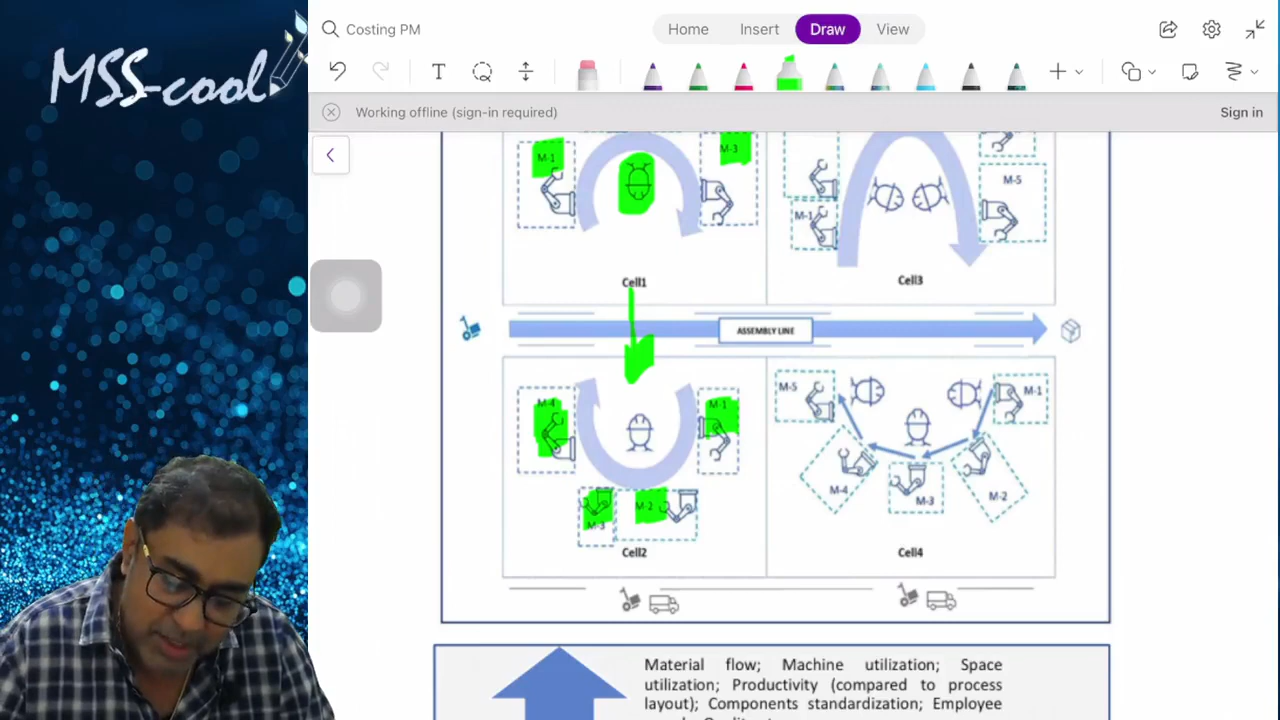 MSS-cool
Costing PM
Home Insert Draw View
Working offline (sign-in required)
Sign in
M-1
M-3
M-5
M-1
Cell1
Cell3
ASSEMBLY LINE
M-4
M-1
M-5
M-1
M-3
M-2
M-4
M-3
M-2
Cell2
Cell4
Material flow; Machine utilization; Space
utilization; Productivity (compared to process
layout); Components standardization; Employee